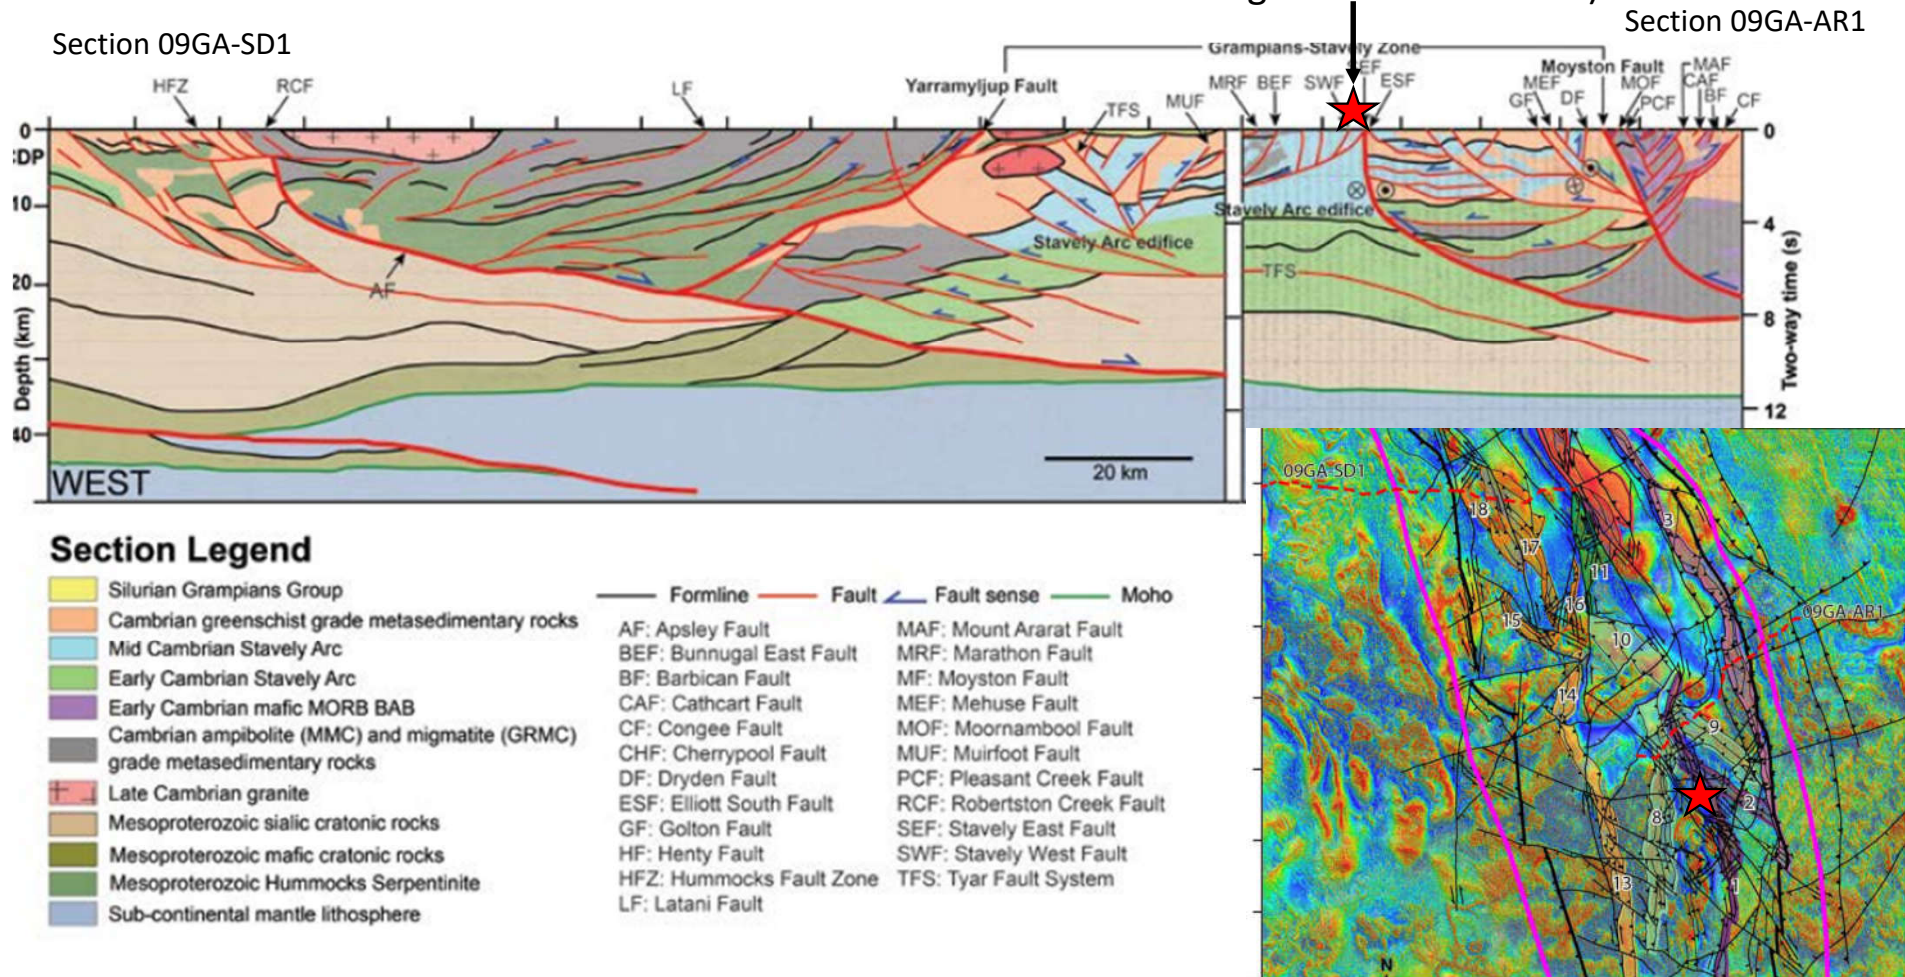 Section 09GA-SD1
Section 09GA-AR1
Grampians-Stavely Zone
HFZ
RCF
LF
Yarramyljup Fault
TFS
MUF
MRF
BEF
SWF
SEF
ESF
Moyston Fault
MEF
GF
DF
MOF
PCF
MAF
CAF
BF
CF
0
CDP
10
20
40
Depth (km)
0
4
8
12
Two-way time (s)
AF
Stavely Arc edifice
Stavely Arc edifice
TFS
20 km
WEST
Section Legend
Silurian Grampians Group
Cambrian greenschist grade metasedimentary rocks
Mid Cambrian Stavely Arc
Early Cambrian Stavely Arc
Early Cambrian mafic MORB BAB
Cambrian ampibolite (MMC) and migmatite (GRMC)
grade metasedimentary rocks
Late Cambrian granite
Mesoproterozoic sialic cratonic rocks
Mesoproterozoic mafic cratonic rocks
Mesoproterozoic Hummocks Serpentinite
Sub-continental mantle lithosphere
Formline
Fault
Fault sense
Moho
AF: Apsley Fault
BEF: Bunnugal East Fault
BF: Barbican Fault
CAF: Cathcart Fault
CF: Congee Fault
CHF: Cherrypool Fault
DF: Dryden Fault
ESF: Elliott South Fault
GF: Golton Fault
HF: Henty Fault
HFZ: Hummocks Fault Zone
LF: Latani Fault
MAF: Mount Ararat Fault
MRF: Marathon Fault
MF: Moyston Fault
MEF: Mehuse Fault
MOF: Moornambool Fault
MUF: Muirfoot Fault
PCF: Pleasant Creek Fault
RCF: Robertston Creek Fault
SEF: Stavely East Fault
SWF: Stavely West Fault
TFS: Tyar Fault System
09GA-SD1
09GA-AR1
18
3
17
11
16
15
10
14
9
8
2
13
1
N